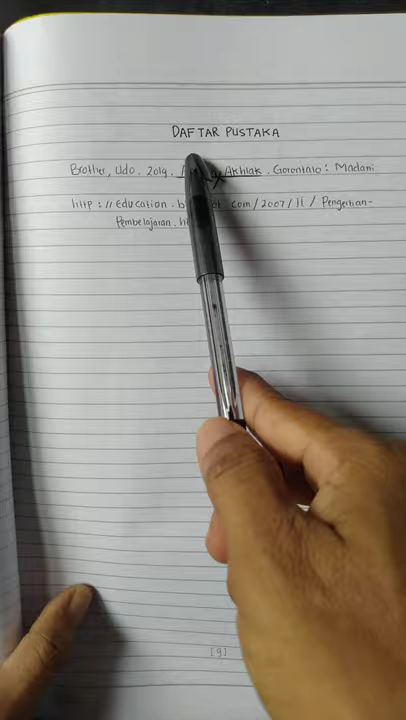 DAFTAR PUSTAKA
Brother, Udo. 2019. Akhlak. Gorontalo : Madani
http : // Education . com / 2007 / 11 / Pengertian-
Pembelajaran.
[9]